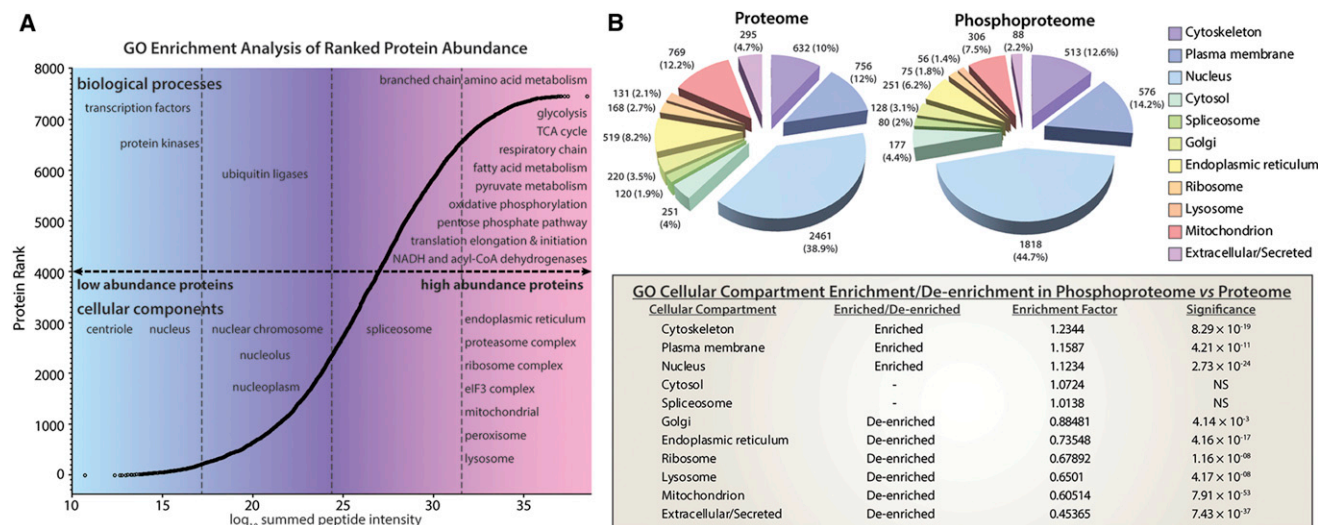 A
GO Enrichment Analysis of Ranked Protein Abundance
Protein Rank
8000
7000
6000
5000
4000
3000
2000
1000
0
biological processes
transcription factors
protein kinases
ubiquitin ligases
branched chain amino acid metabolism
glycolysis
TCA cycle
respiratory chain
fatty acid metabolism
pyruvate metabolism
oxidative phosphorylation
pentose phosphate pathway
translation elongation & initiation
NADH and acyl-CoA dehydrogenases
low abundance proteins
high abundance proteins
cellular components
centriole
nucleus
nuclear chromosome
nucleolus
nucleoplasm
spliceosome
endoplasmic reticulum
proteasome complex
ribosome complex
eIF3 complex
mitochondrial
peroxisome
lysosome
10 15 20 25 30 35
summed peptide intensity
B
Proteome
295
(4.7%)
632 (10%)
756
(12%)
2461
(38.9%)
251
(4%)
120 (1.9%)
220 (3.5%)
519 (8.2%)
168 (2.7%)
131 (2.1%)
769
(12.2%)
Phosphoproteome
88
(2.2%)
513 (12.6%)
576
(14.2%)
1818
(44.7%)
177
(4.4%)
80 (2%)
128 (3.1%)
251 (6.2%)
75 (1.8%)
56 (1.4%)
306
(7.5%)
Cytoskeleton
Plasma membrane
Nucleus
Cytosol
Spliceosome
Golgi
Endoplasmic reticulum
Ribosome
Lysosome
Mitochondrion
Extracellular/Secreted
GO Cellular Compartment Enrichment/De-enrichment in Phosphoproteome vs Proteome
Cellular Compartment Enriched/De-enriched Enrichment Factor Significance
Cytoskeleton Enriched 1.2344 8.29 × 10⁻¹⁹
Plasma membrane Enriched 1.1587 4.21 × 10⁻¹¹
Nucleus Enriched 1.1234 2.73 × 10⁻²⁴
Cytosol - 1.0724 NS
Spliceosome - 1.0138 NS
Golgi De-enriched 0.88481 4.14 × 10⁻³
Endoplasmic reticulum De-enriched 0.73548 4.16 × 10⁻¹⁷
Ribosome De-enriched 0.67892 1.16 × 10⁻⁰⁸
Lysosome De-enriched 0.6501 4.17 × 10⁻⁰⁸
Mitochondrion De-enriched 0.60514 7.91 × 10⁻⁵³
Extracellular/Secreted De-enriched 0.45365 7.43 × 10⁻³⁷